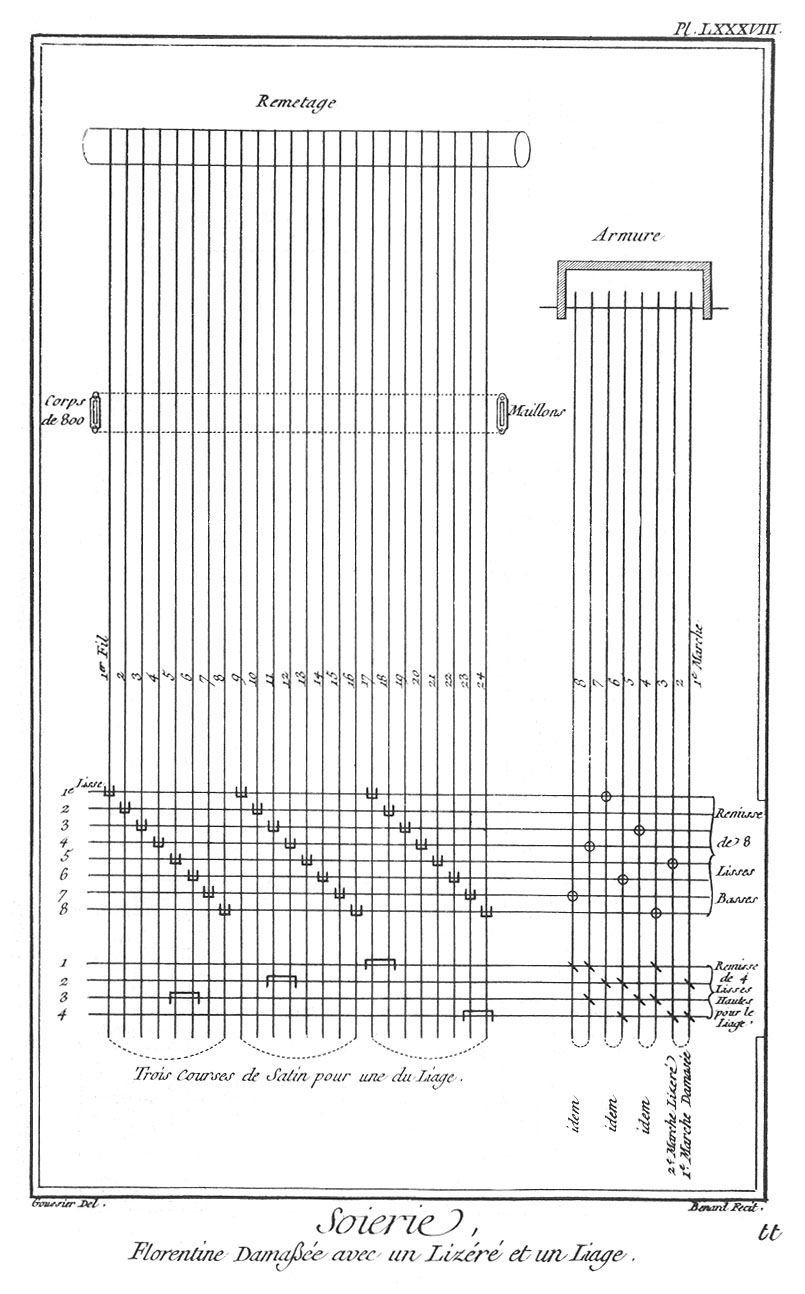 Pl. LXXXVIII.
Remetage
Armure
Corps
de 800
Maillons
1er Fil
2
3
4
5
6
7
8
9
10
11
12
13
14
15
16
17
18
19
20
21
22
23
24
8
7
6
5
4
3
2
1e Marche
1e Lisse
2
3
4
5
6
7
8
Remisse
de 8
Lisses
Basses
1
2
3
4
Remisse
de 4
Lisses
Hautes
pour le
Liage.
Trois Courses de Satin pour une du Liage.
idem
idem
idem
2e Marche Lizeré
1e Marche Damasée
Goussier Del.
Benard Fecit.
Soierie,
tt
Florentine Damaßée avec un Lizéré et un Liage.